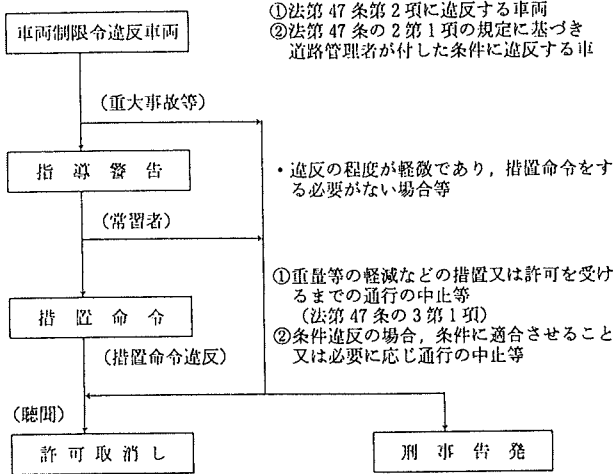 ①法第47条第2項に違反する車両
車両制限令違反車両
②法第47条の2第1項の規定に基づき
道路管理者が付した条件に違反する車
(重大事故等)
指導警告
・違反の程度が軽微であり，措置命令をす
る必要がない場合等
(常習者)
①重量等の軽減などの措置又は許可を受け
るまでの通行の中止等
(法第47条の3第1項)
措置命令
②条件違反の場合，条件に適合させること
又は必要に応じ通行の中止等
(措置命令違反)
(聴聞)
許可取消し
刑事告発